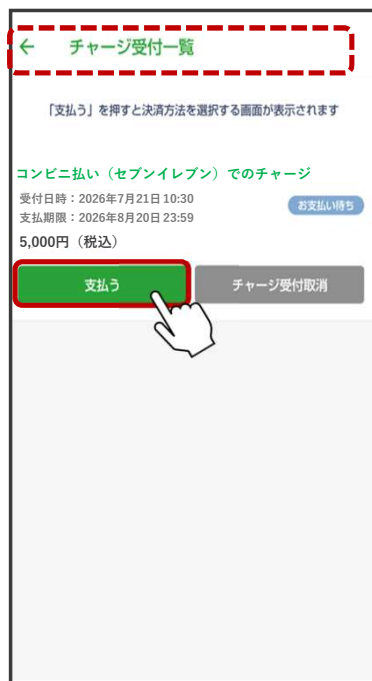 ← チャージ受付一覧
「支払う」を押すと決済方法を選択する画面が表示されます
コンビニ払い（セブンイレブン）でのチャージ
受付日時：2026年7月21日 10:30
お支払い待ち
支払期限：2026年8月20日 23:59
5,000円（税込）
支払う
チャージ受付取消